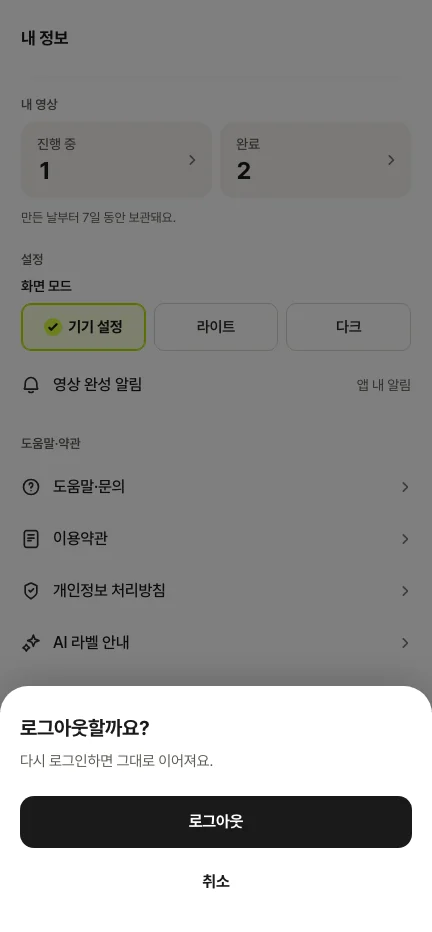 내 정보
내 영상
진행 중
1
완료
2
만든 날부터 7일 동안 보관돼요.
설정
화면 모드
기기 설정
라이트
다크
영상 완성 알림
앱 내 알림
도움말·약관
도움말·문의
이용약관
개인정보 처리방침
AI 라벨 안내
로그아웃할까요?
다시 로그인하면 그대로 이어져요.
로그아웃
취소